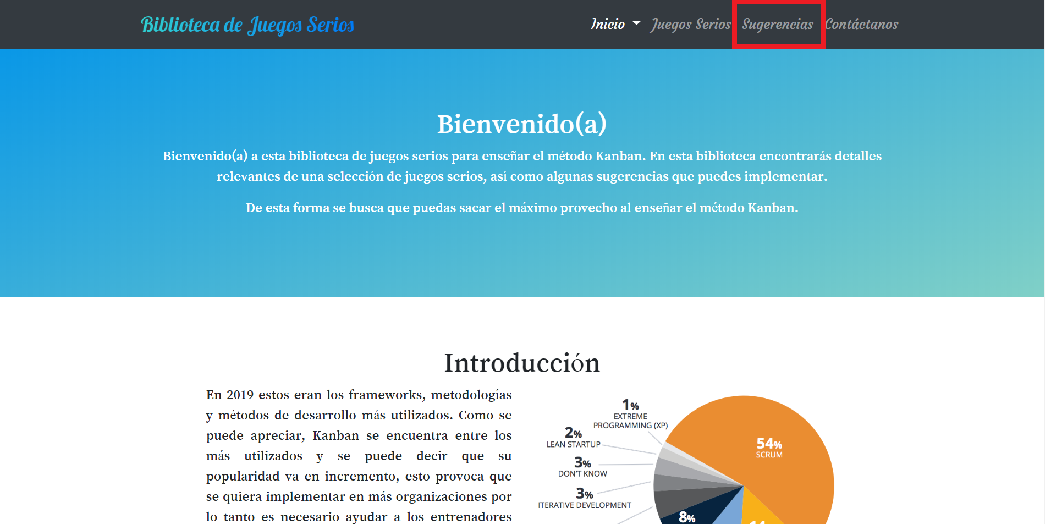 Biblioteca de Juegos Serios
Inicio Juegos Serios Sugerencias Contáctanos
Bienvenido(a)
Bienvenido(a) a esta biblioteca de juegos serios para enseñar el método Kanban. En esta biblioteca encontrarás detalles
relevantes de una selección de juegos serios, así como algunas sugerencias que puedes implementar.
De esta forma se busca que puedas sacar el máximo provecho al enseñar el método Kanban.
Introducción
En 2019 estos eran los frameworks, metodologías
y métodos de desarrollo más utilizados. Como se
puede apreciar, Kanban se encuentra entre los
más utilizados y se puede decir que su
popularidad va en incremento, esto provoca que
se quiera implementar en más organizaciones por
lo tanto es necesario ayudar a los entrenadores
1%
EXTREME
PROGRAMMING (XP)
2%
LEAN STARTUP
3%
DON'T KNOW
3%
ITERATIVE DEVELOPMENT
54%
SCRUM
8%